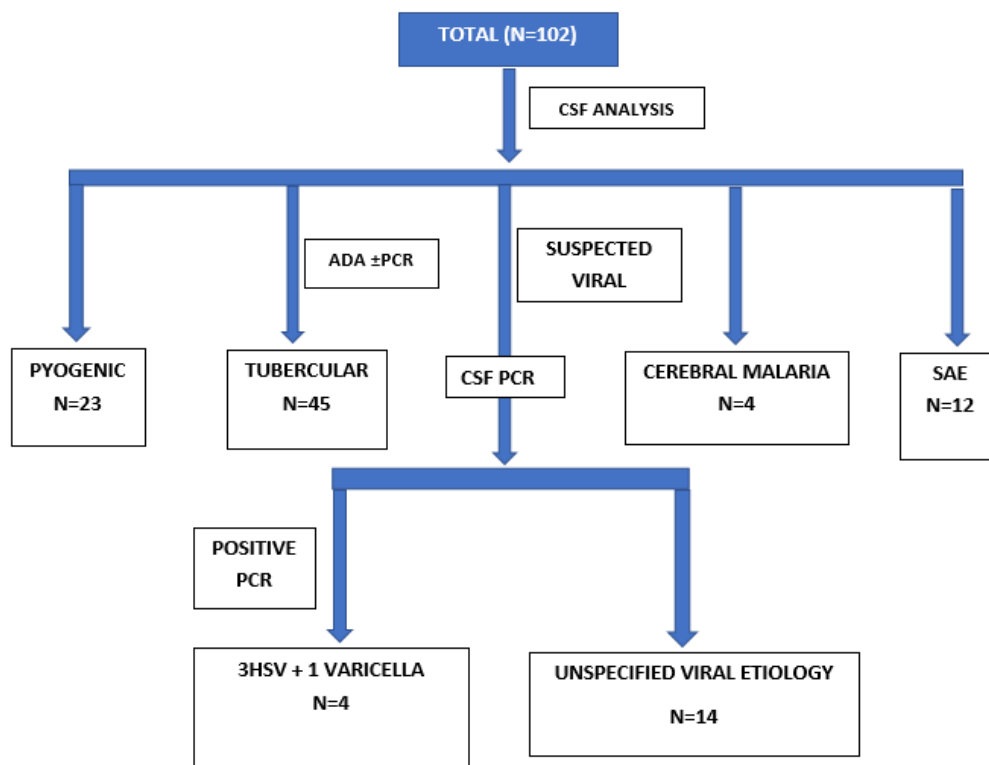 TOTAL (N=102)
CSF ANALYSIS
ADA ±PCR
SUSPECTED
VIRAL
PYOGENIC
N=23
TUBERCULAR
N=45
CSF PCR
CEREBRAL MALARIA
N=4
SAE
N=12
POSITIVE
PCR
3HSV + 1 VARICELLA
N=4
UNSPECIFIED VIRAL ETIOLOGY
N=14